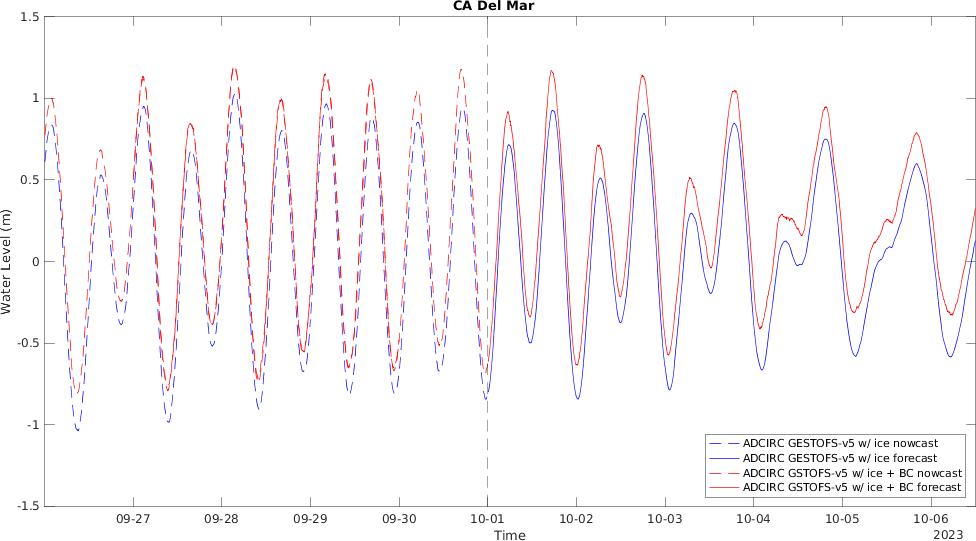 CA Del Mar
1.5
1
0.5
0
-0.5
-1
-1.5
Water Level (m)
09-27 09-28 09-29 09-30 10-01 10-02 10-03 10-04 10-05 10-06
Time
2023
ADCIRC GESTOFS-v5 w/ ice nowcast
ADCIRC GESTOFS-v5 w/ ice forecast
ADCIRC GSTOFS-v5 w/ ice + BC nowcast
ADCIRC GSTOFS-v5 w/ ice + BC forecast